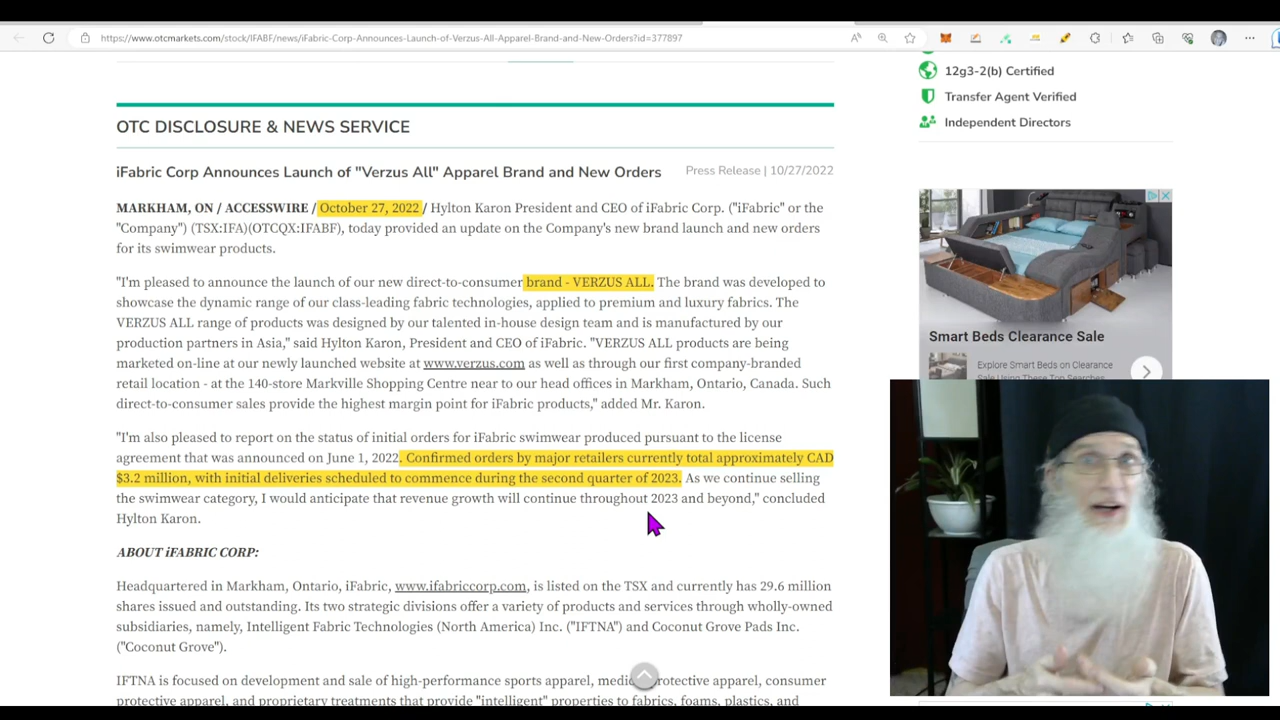 https://www.otcmarkets.com/stock/IFABF/news/iFabric-Corp-Announces-Launch-of-Verzus-All-Apparel-Brand-and-New-Orders?id=377897
12g3-2(b) Certified
Transfer Agent Verified
Independent Directors
OTC DISCLOSURE & NEWS SERVICE
iFabric Corp Announces Launch of "Verzus All" Apparel Brand and New Orders
Press Release | 10/27/2022
MARKHAM, ON / ACCESSWIRE / October 27, 2022 / Hylton Karon President and CEO of iFabric Corp. ("iFabric" or the
"Company") (TSX:IFA)(OTCQX:IFABF), today provided an update on the Company's new brand launch and new orders
for its swimwear products.
"I'm pleased to announce the launch of our new direct-to-consumer brand - VERZUS ALL. The brand was developed to
showcase the dynamic range of our class-leading fabric technologies, applied to premium and luxury fabrics. The
VERZUS ALL range of products was designed by our talented in-house design team and is manufactured by our
production partners in Asia," said Hylton Karon, President and CEO of iFabric. "VERZUS ALL products are being
marketed on-line at our newly launched website at www.verzus.com as well as through our first company-branded
retail location - at the 140-store Markville Shopping Centre near to our head offices in Markham, Ontario, Canada. Such
direct-to-consumer sales provide the highest margin point for iFabric products," added Mr. Karon.
"I'm also pleased to report on the status of initial orders for iFabric swimwear produced pursuant to the license
agreement that was announced on June 1, 2022. Confirmed orders by major retailers currently total approximately CAD
$3.2 million, with initial deliveries scheduled to commence during the second quarter of 2023. As we continue selling
the swimwear category, I would anticipate that revenue growth will continue throughout 2023 and beyond," concluded
Hylton Karon.
ABOUT iFABRIC CORP:
Headquartered in Markham, Ontario, iFabric, www.ifabriccorp.com, is listed on the TSX and currently has 29.6 million
shares issued and outstanding. Its two strategic divisions offer a variety of products and services through wholly-owned
subsidiaries, namely, Intelligent Fabric Technologies (North America) Inc. ("IFTNA") and Coconut Grove Pads Inc.
("Coconut Grove").
IFTNA is focused on development and sale of high-performance sports apparel, protective apparel, consumer
protective apparel, and proprietary treatments that provide "intelligent" properties to fabrics, foams, plastics, and
Smart Beds Clearance Sale
Explore Smart Beds on Clearance
Sale Using These Top Searches